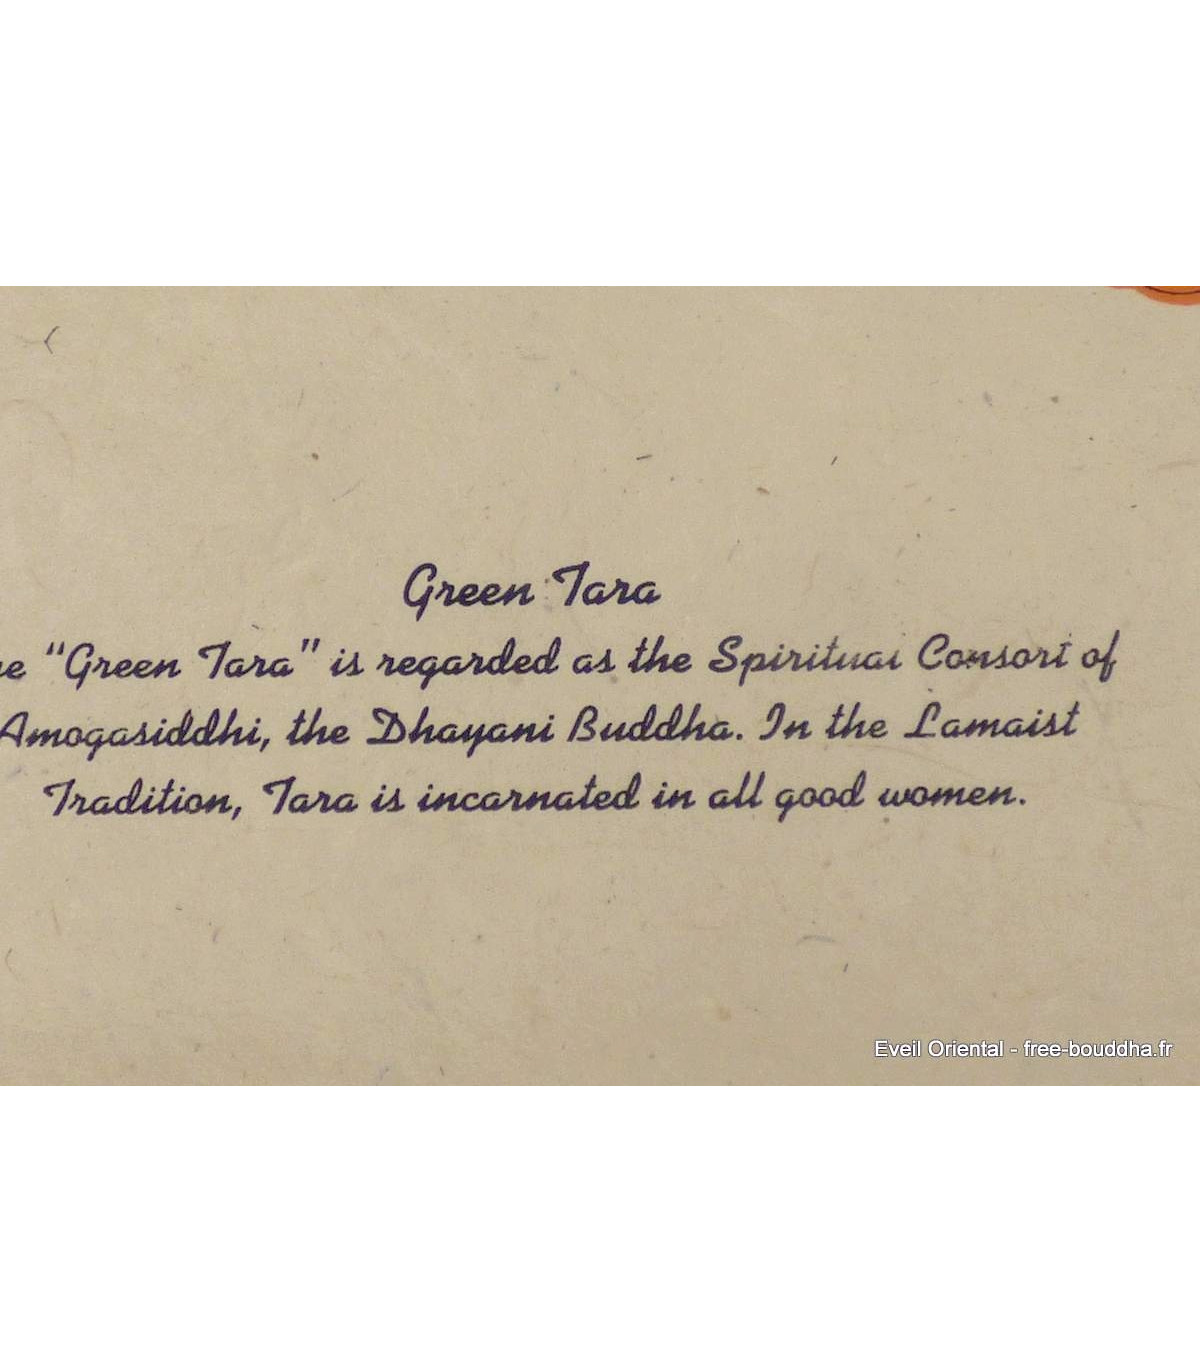 Green Tara
"Green Tara" is regarded as the Spiritual Consort of
Amogasiddhi, the Dhayani Buddha. In the Lamaist
Tradition, Tara is incarnated in all good women.
Eveil Oriental - free-bouddha.fr